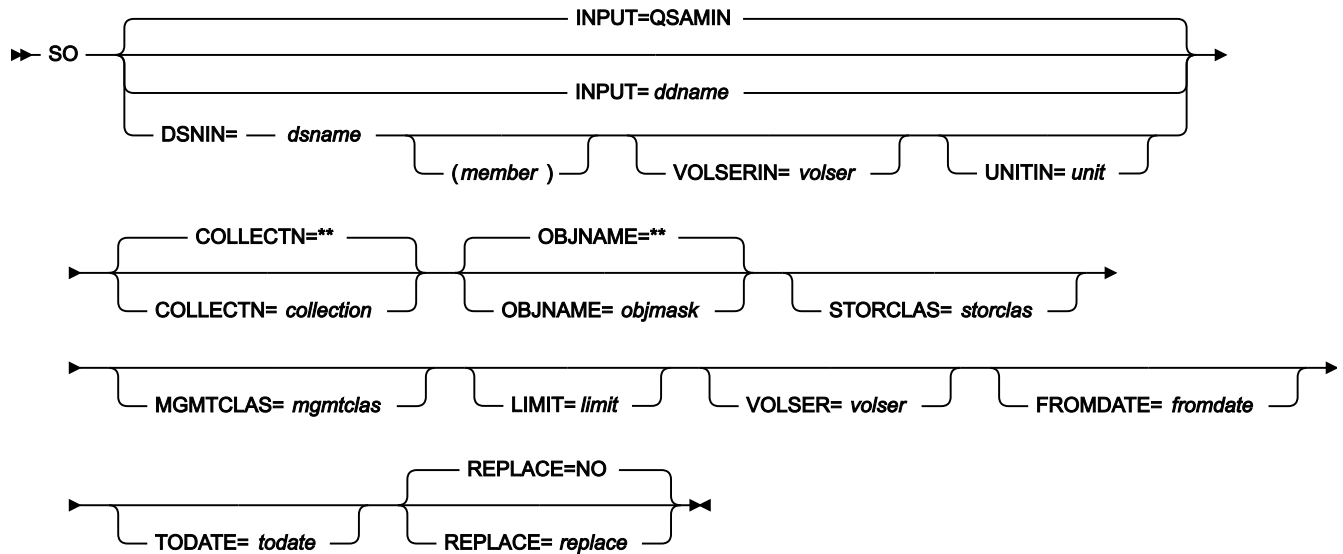 INPUT=QSAMIN
SO
INPUT= ddname
DSNIN= dsname
(member ) VOLSERIN= volser UNITIN= unit
COLLECTN=** OBJNAME=**
COLLECTN= collection OBJNAME= objmask STORCLAS= storclas
MGMTCLAS= mgmtclas LIMIT= limit VOLSER= volser FROMDATE= fromdate
REPLACE=NO
TODATE= todate REPLACE= replace